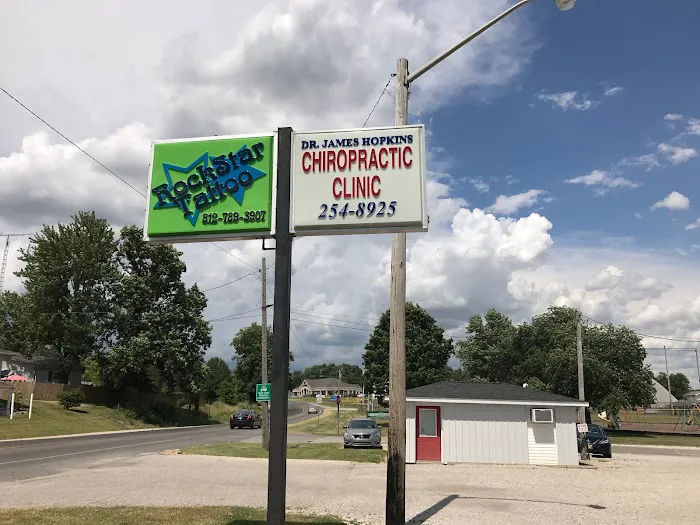 RockStar
Tattoo
812-789-3907
DR. JAMES HOPKINS
CHIROPRACTIC
CLINIC
254-8925